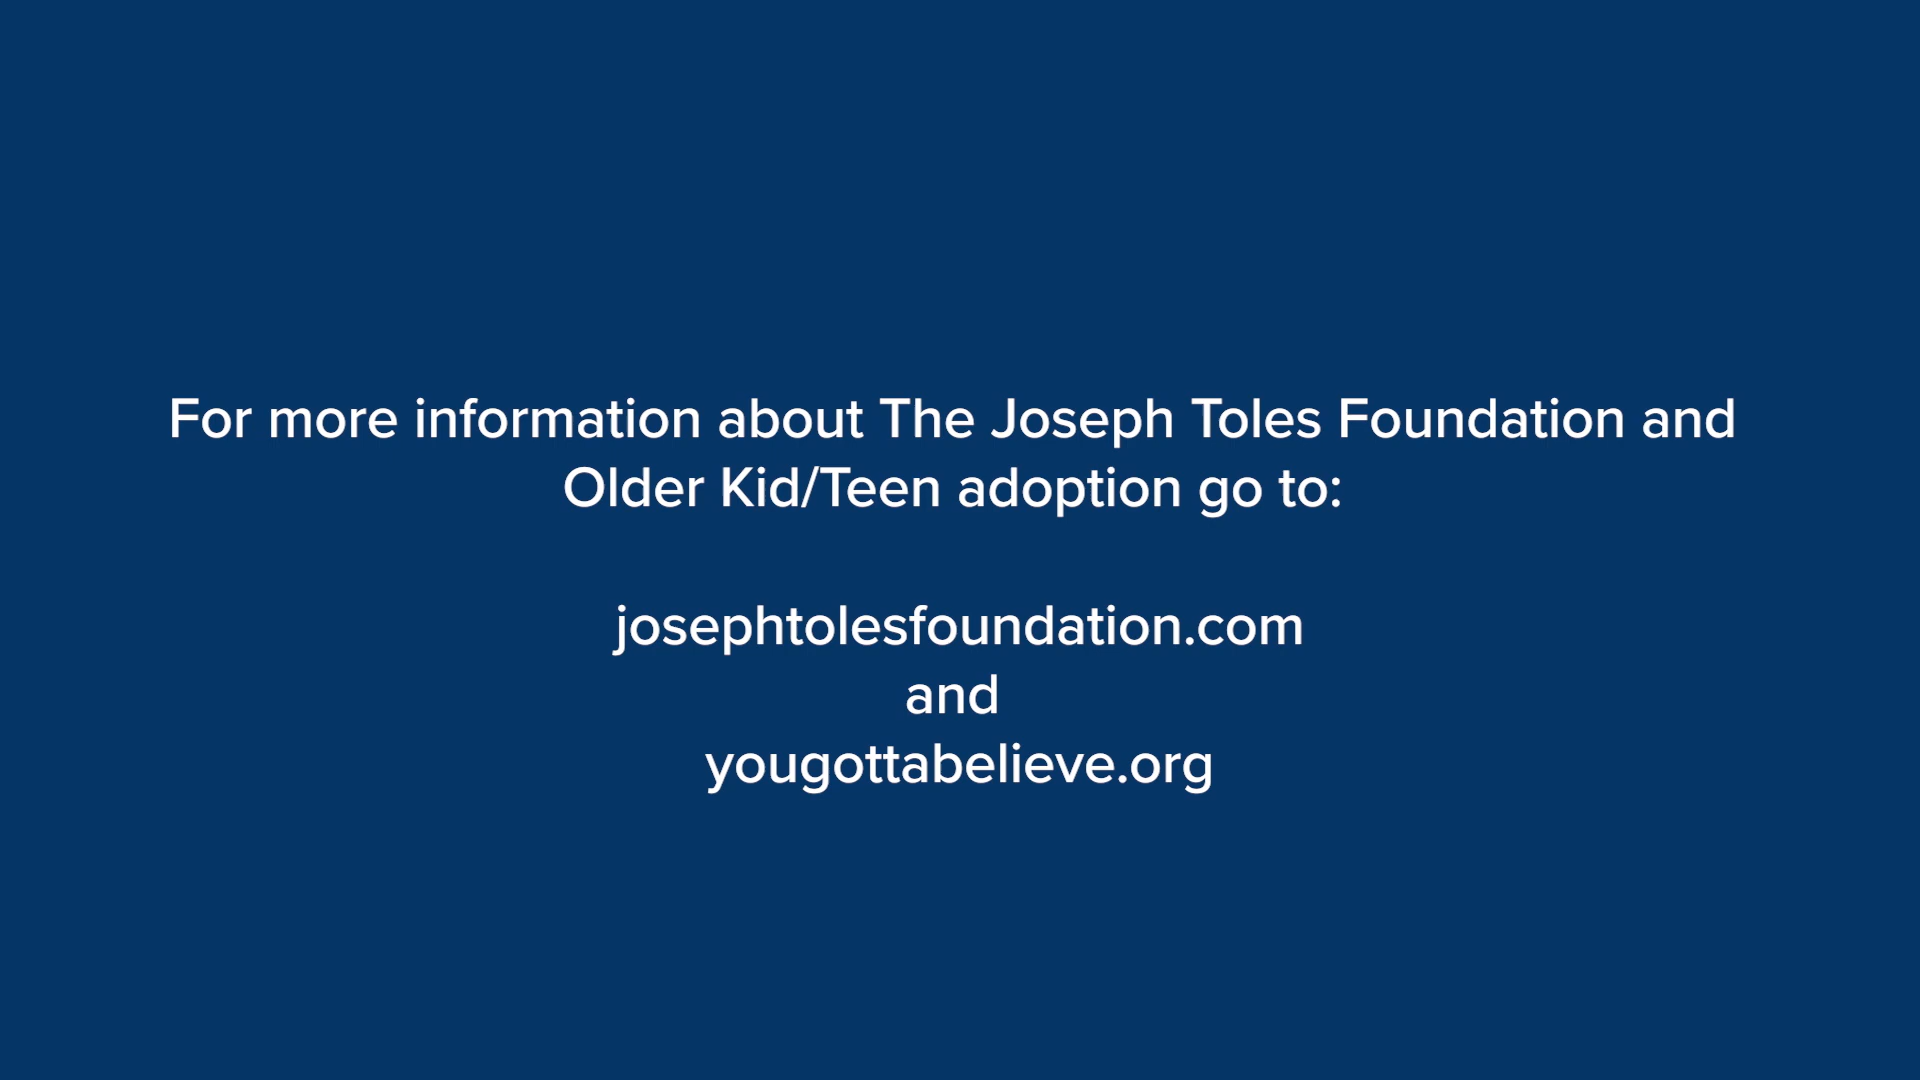 For more information about The Joseph Toles Foundation and
Older Kid/Teen adoption go to:
josephtolesfoundation.com
and
yougottabelieve.org